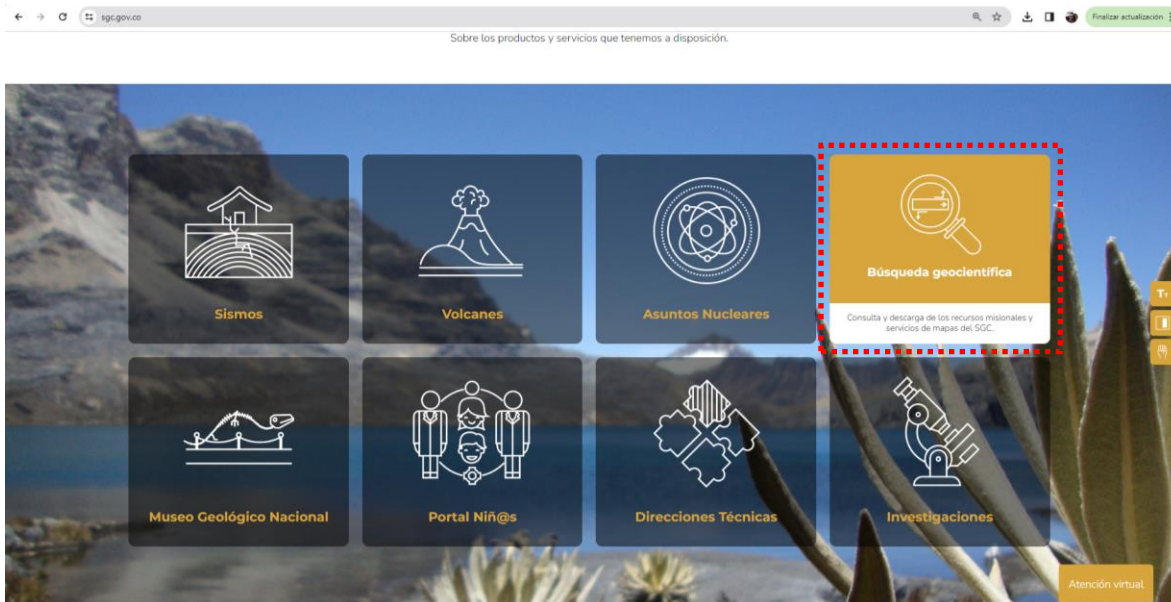 sgc.gov.co
Finalizar actualización
Sobre los productos y servicios que tenemos a disposición.
Sismos
Volcanes
Asuntos Nucleares
Búsqueda geocientífica
Consulta y descarga de los recursos misionales y
servicios de mapas del SGC.
Museo Geológico Nacional
Portal Niñ@s
Direcciones Técnicas
Investigaciones
Atención virtual